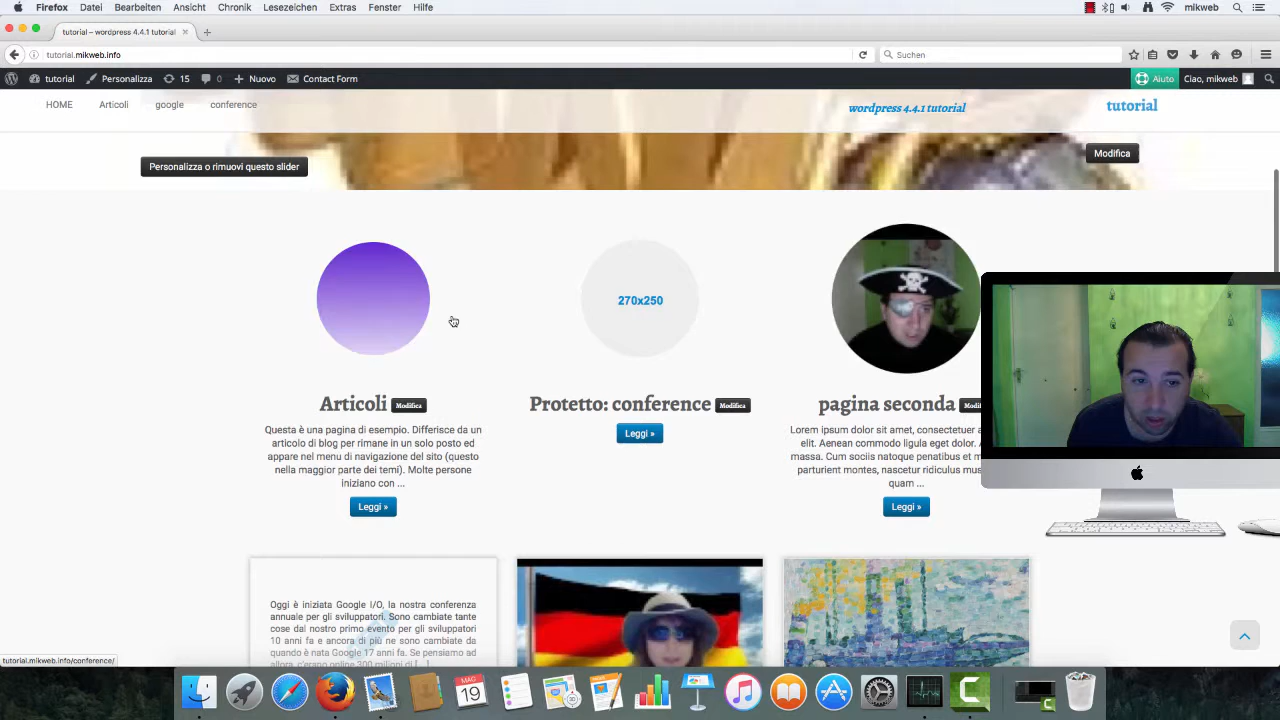 Firefox Datei Bearbeiten Ansicht Chronik Lesezeichen Extras Fenster Hilfe mikweb
tutorial – wordpress 4.4.1 tutorial
tutorial.mikweb.info Suchen
tutorial Personalizza 15 0 Nuovo Contact Form Aiuto Ciao, mikweb
HOME Articoli google conference wordpress 4.4.1 tutorial tutorial
Personalizza o rimuovi questo slider Modifica
270x250
Articoli Modifica
Questa è una pagina di esempio. Differisce da un
articolo di blog per rimane in un solo posto ed
appare nel menu di navigazione del sito (questo
nella maggior parte dei temi). Molte persone
iniziano con ...
Leggi »
Protetto: conference Modifica
Leggi »
pagina seconda
Lorem ipsum dolor sit amet, consectetuer a
elit. Aenean commodo ligula eget dolor.
massa. Cum sociis natoque penatibus et m
parturient montes, nascetur ridiculus mus
quam ...
Leggi »
Oggi è iniziata Google I/O, la nostra conferenza
annuale per gli sviluppatori. Sono cambiate tante
cose dal nostro primo evento per gli sviluppatori
10 anni fa e ancora di più ne sono cambiate da
quando è nata Google 17 anni fa. Se pensiamo ad
allora, c'erano online 300 milioni di [...]
tutorial.mikweb.info/conference/
MAG
19